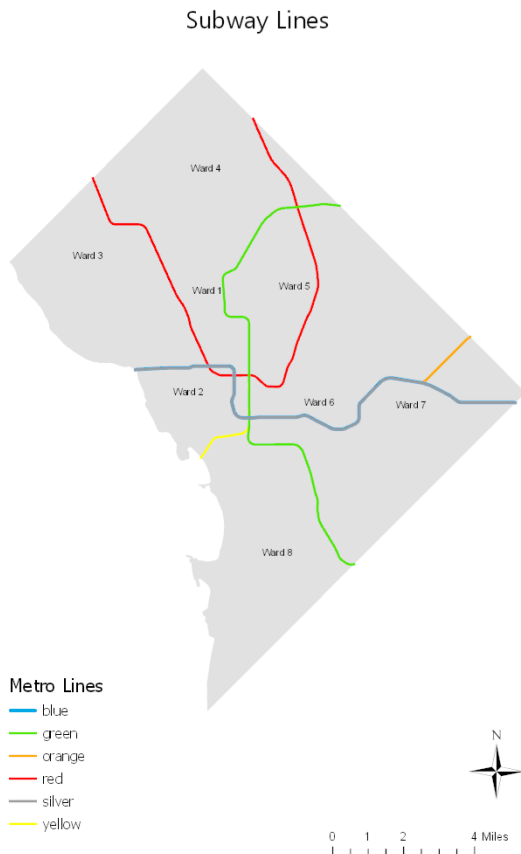 Subway Lines
Ward 4
Ward 3
Ward 1
Ward 5
Ward 2
Ward 6
Ward 7
Ward 8
Metro Lines
blue
green
orange
red
silver
yellow
N
0 1 2 4 Miles